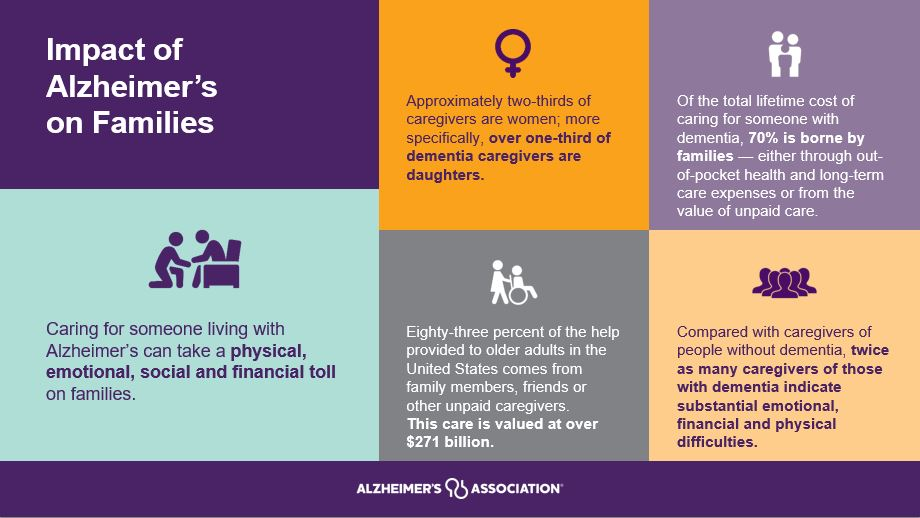 Impact of
Alzheimer’s
on Families
Approximately two-thirds of
caregivers are women; more
specifically, over one-third of
dementia caregivers are
daughters.
Of the total lifetime cost of
caring for someone with
dementia, 70% is borne by
families — either through out-
of-pocket health and long-term
care expenses or from the
value of unpaid care.
Caring for someone living with
Alzheimer’s can take a physical,
emotional, social and financial toll
on families.
Eighty-three percent of the help
provided to older adults in the
United States comes from
family members, friends or
other unpaid caregivers.
This care is valued at over
$271 billion.
Compared with caregivers of
people without dementia, twice
as many caregivers of those
with dementia indicate
substantial emotional,
financial and physical
difficulties.
ALZHEIMER’S ASSOCIATION®